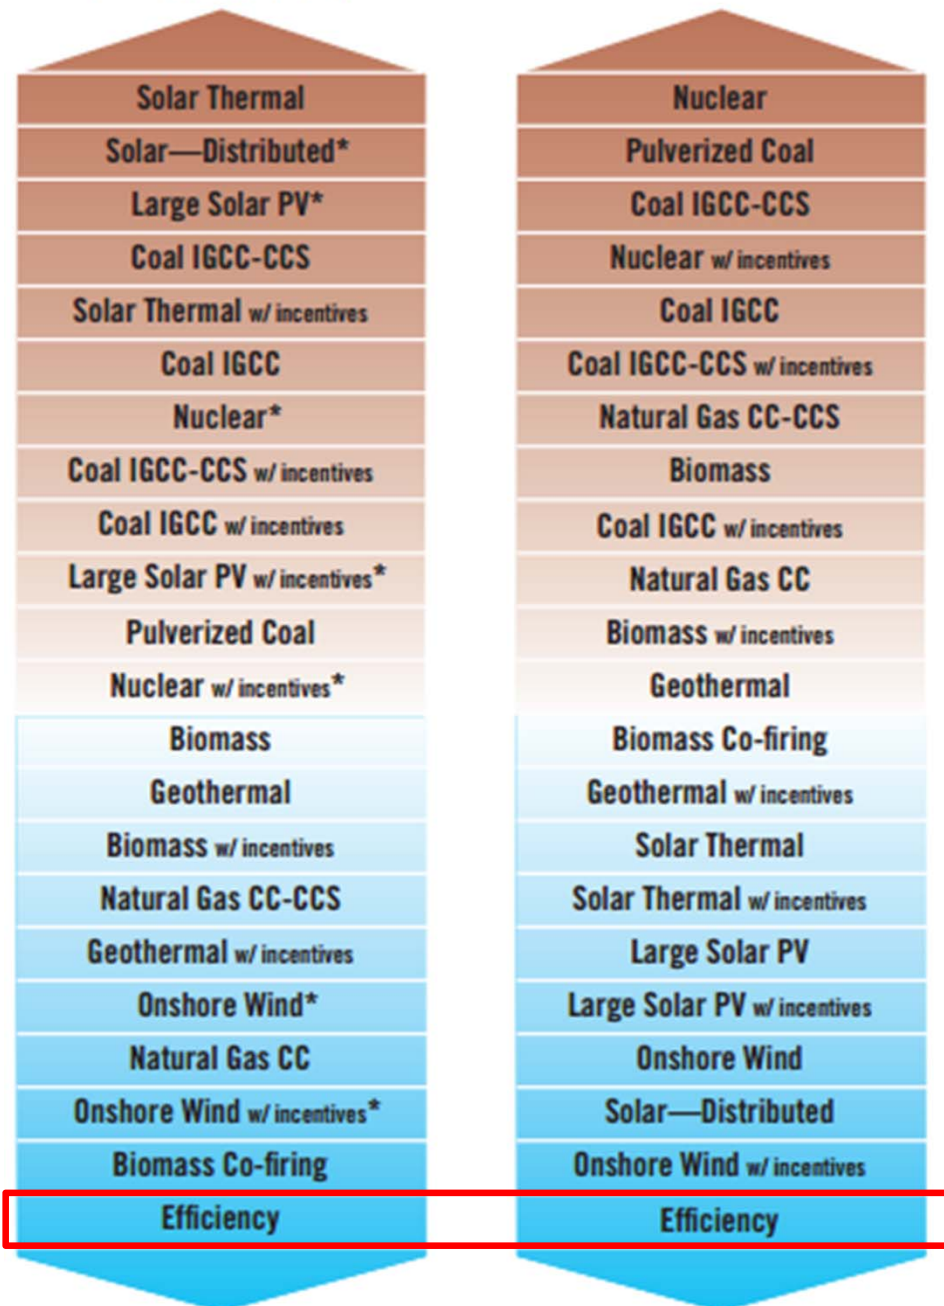 Solar Thermal
Solar—Distributed*
Large Solar PV*
Coal IGCC-CCS
Solar Thermal w/ incentives
Coal IGCC
Nuclear*
Coal IGCC-CCS w/ incentives
Coal IGCC w/ incentives
Large Solar PV w/ incentives*
Pulverized Coal
Nuclear w/ incentives*
Biomass
Geothermal
Biomass w/ incentives
Natural Gas CC-CCS
Geothermal w/ incentives
Onshore Wind*
Natural Gas CC
Onshore Wind w/ incentives*
Biomass Co-firing
Efficiency
Nuclear
Pulverized Coal
Coal IGCC-CCS
Nuclear w/ incentives
Coal IGCC
Coal IGCC-CCS w/ incentives
Natural Gas CC-CCS
Biomass
Coal IGCC w/ incentives
Natural Gas CC
Biomass w/ incentives
Geothermal
Biomass Co-firing
Geothermal w/ incentives
Solar Thermal
Solar Thermal w/ incentives
Large Solar PV
Large Solar PV w/ incentives
Onshore Wind
Solar—Distributed
Onshore Wind w/ incentives
Efficiency